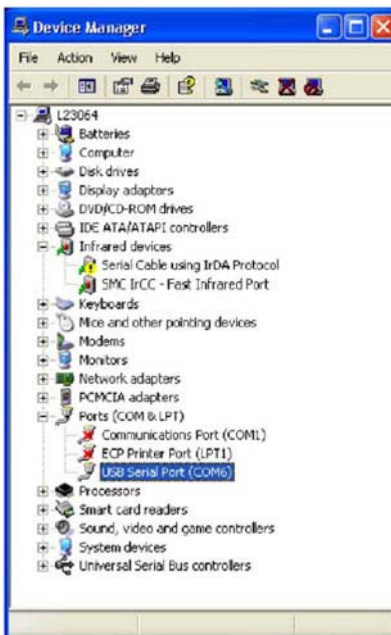 Device Manager
File Action View Help
L23064
Batteries
Computer
Disk drives
Display adapters
DVD/CD-ROM drives
IDE ATA/ATAPI controllers
Infrared devices
Serial Cable using IrDA Protocol
SMC IrCC - Fast Infrared Port
Keyboards
Mice and other pointing devices
Modems
Monitors
Network adapters
PCMCIA adapters
Ports (COM & LPT)
Communications Port (COM1)
ECP Printer Port (LPT1)
USB Serial Port (COM6)
Processors
Smart card readers
Sound, video and game controllers
System devices
Universal Serial Bus controllers